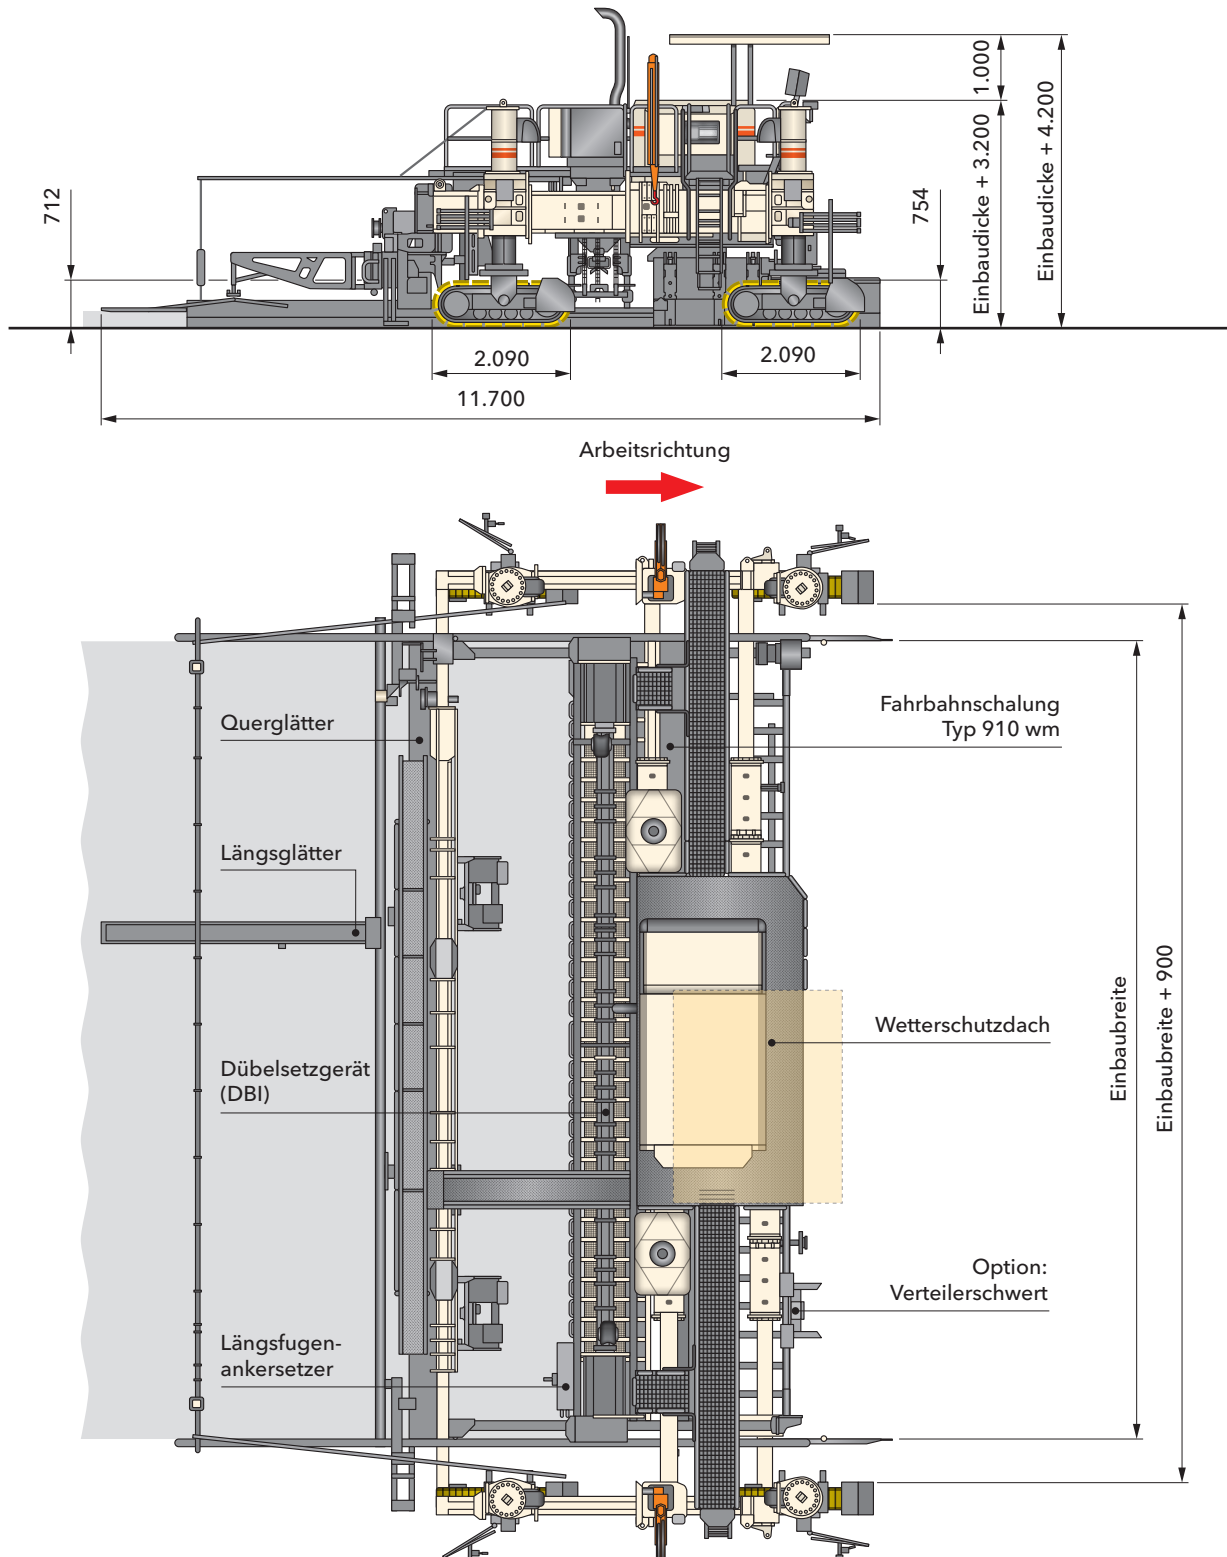 1.000
Einbaudicke + 3.200
Einbaudicke + 4.200
712
754
2.090
2.090
11.700
Arbeitsrichtung
Querglätter
Fahrbahnschalung
Typ 910 wm
Längsglätter
Einbaubreite
Einbaubreite + 900
Wetterschutzdach
Dübelsetzgerät
(DBI)
Option:
Verteilerschwert
Längsfugen-
ankersetzer